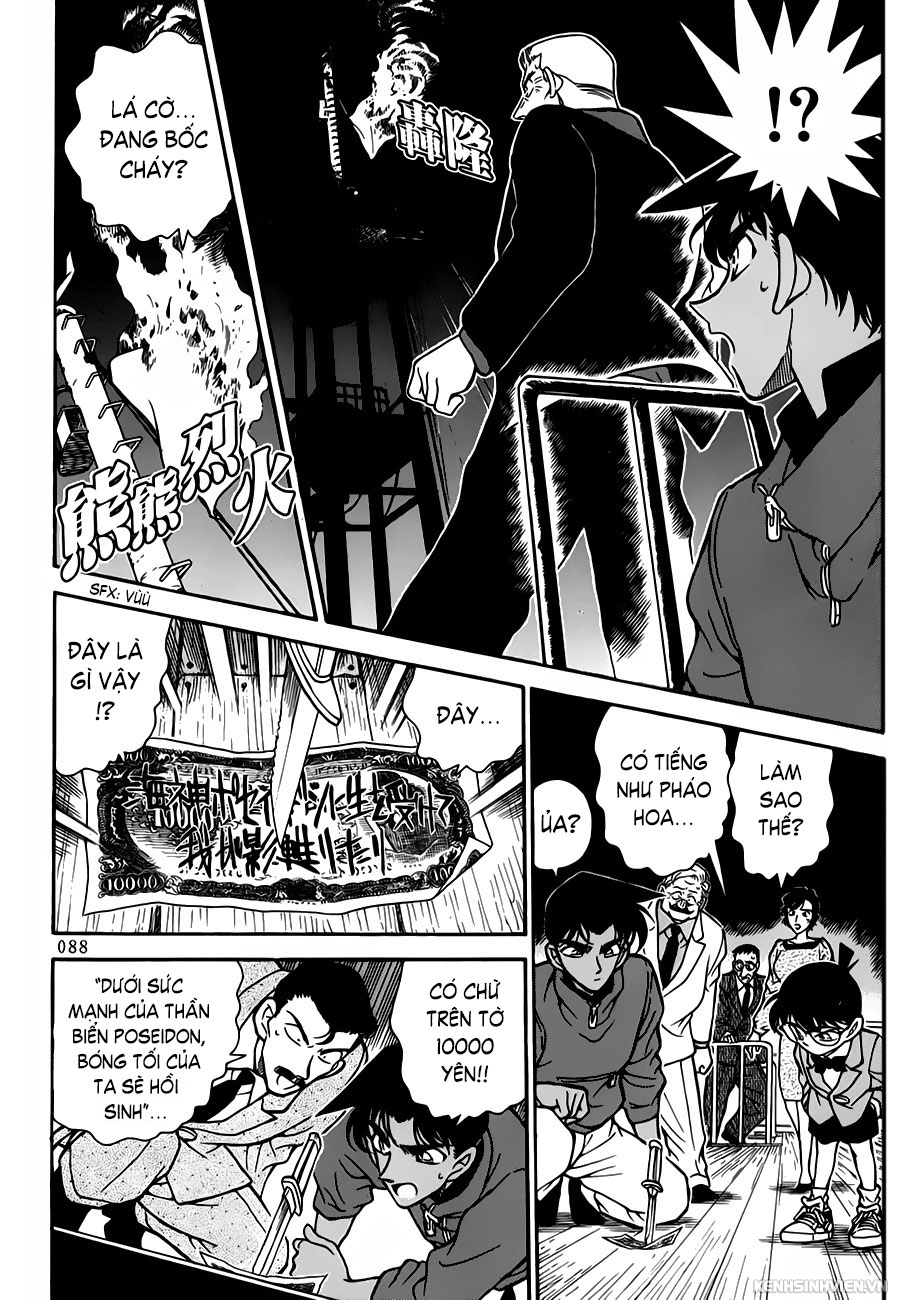 !?
轟隆
LÁ CỜ...
ĐANG BỐC
CHÁY?
熊熊烈火
SFX: VÙÙ
LÀM
SAO
THẾ?
CÓ TIẾNG
NHƯ PHÁO
HOA...
ỦA?
ĐÂY...
ĐÂY LÀ
GÌ VẬY
!?
10000
088
CÓ CHỮ
TRÊN TỜ
10000
YÊN!!
"DƯỚI SỨC
MẠNH CỦA THẦN
BIỂN POSEIDON,
BÓNG TỐI CỦA
TA SẼ HỒI
SINH"...
KENHSINHVIEN.VN